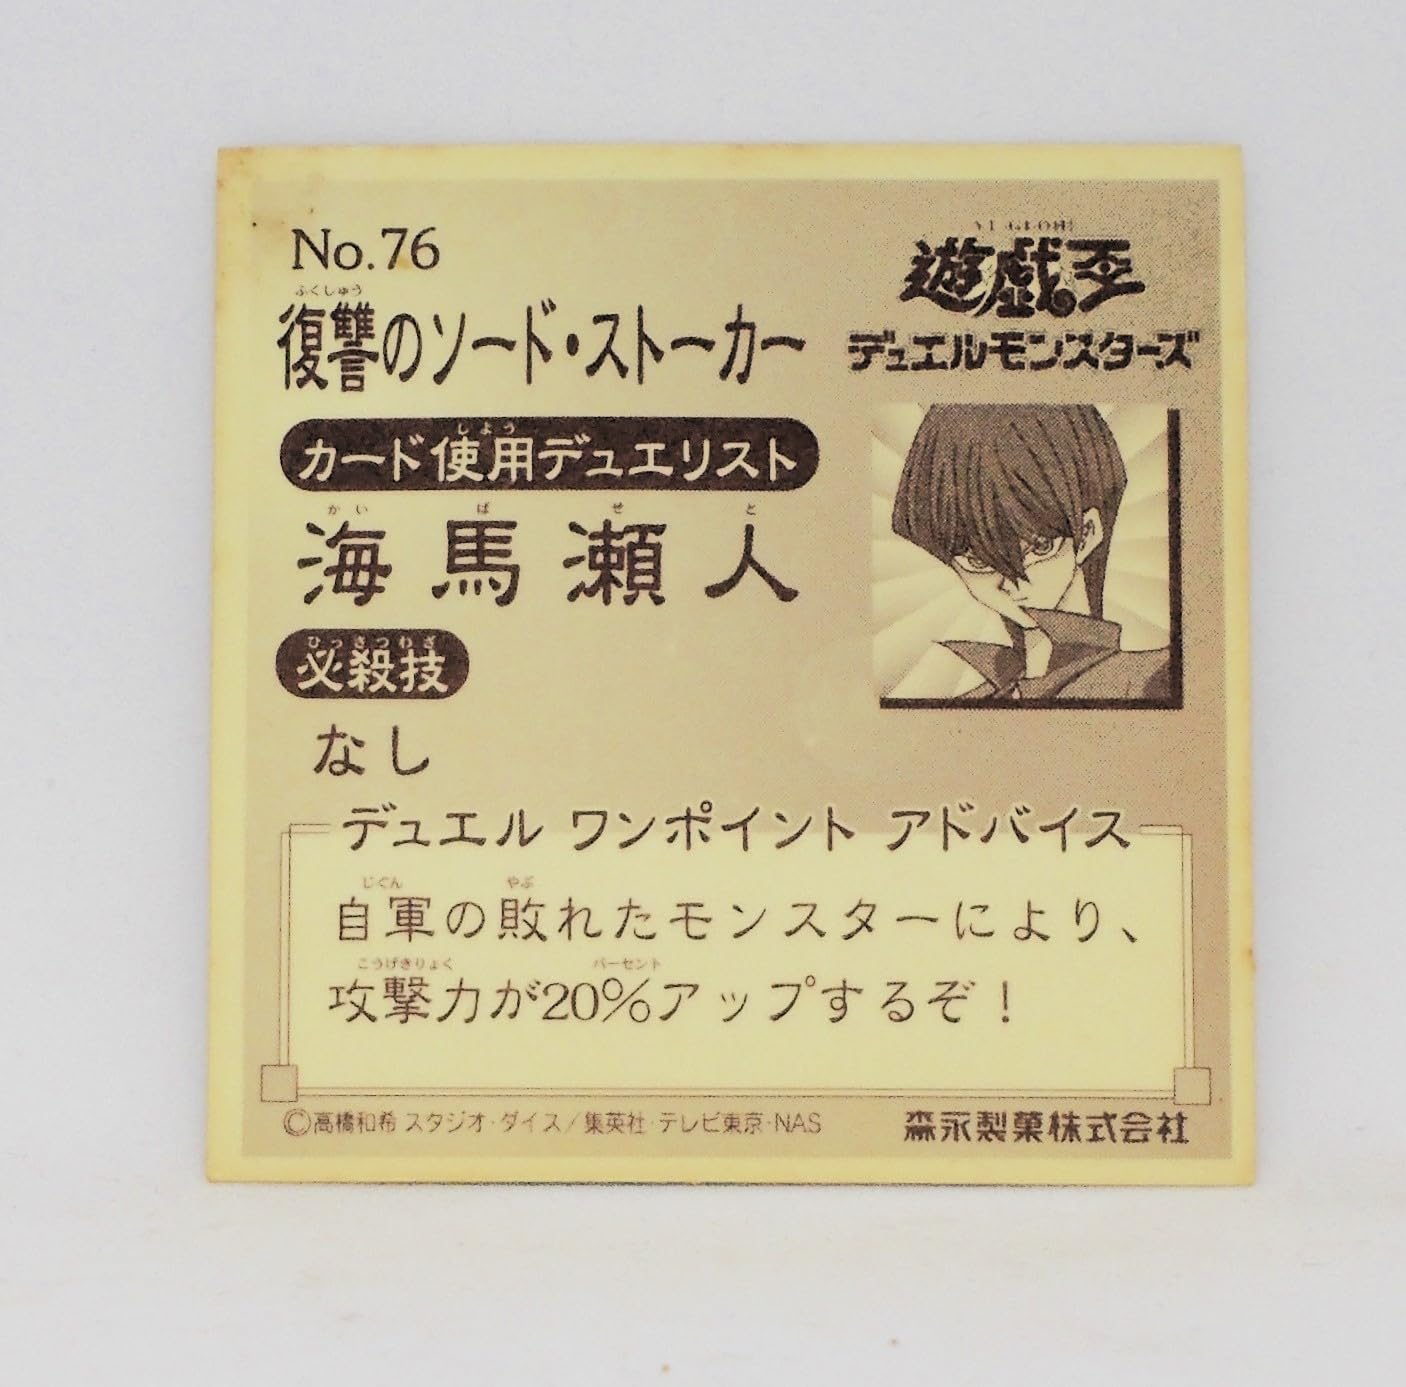 No.76
ふくしゅう
復讐のソード・ストーカー
YU-GI-OH!
遊戯王
デュエルモンスターズ
しよう
カード使用デュエリスト
かい ば せ と
海馬瀬人
ひっさつわざ
必殺技
なし
デュエル ワンポイント アドバイス
じぐん やぶ
自軍の敗れたモンスターにより、
こうげきりょく パーセント
攻撃力が20%アップするぞ！
©高橋和希 スタジオ・ダイス/集英社・テレビ東京・NAS
森永製菓株式会社